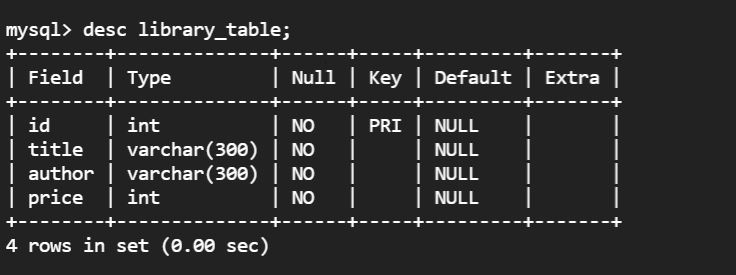 mysql> desc library_table;
+--------+--------------+------+-----+---------+-------+
| Field  | Type         | Null | Key | Default | Extra |
+--------+--------------+------+-----+---------+-------+
| id     | int          | NO   | PRI | NULL    |       |
| title  | varchar(300) | NO   |     | NULL    |       |
| author | varchar(300) | NO   |     | NULL    |       |
| price  | int          | NO   |     | NULL    |       |
+--------+--------------+------+-----+---------+-------+
4 rows in set (0.00 sec)